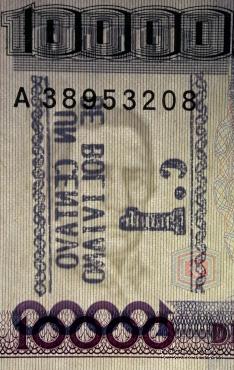 10000
A 38953208
UN CENTAVO
DE BOLIVIANO
10000